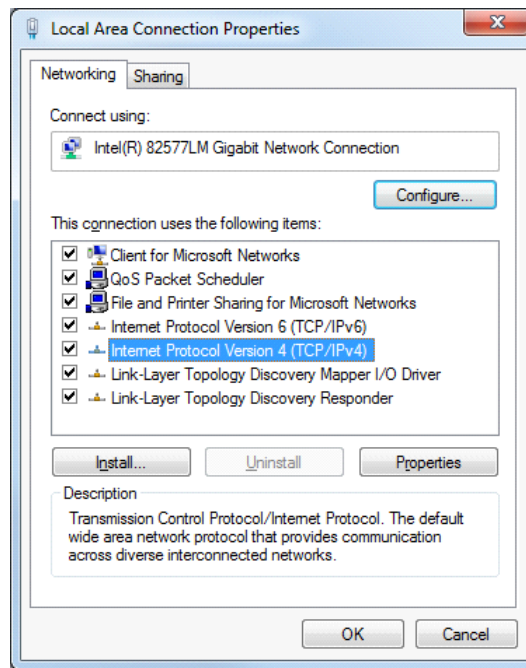 Local Area Connection Properties
Networking
Sharing
Connect using:
Intel(R) 82577LM Gigabit Network Connection
Configure...
This connection uses the following items:
Client for Microsoft Networks
QoS Packet Scheduler
File and Printer Sharing for Microsoft Networks
Internet Protocol Version 6 (TCP/IPv6)
Internet Protocol Version 4 (TCP/IPv4)
Link-Layer Topology Discovery Mapper I/O Driver
Link-Layer Topology Discovery Responder
Install...
Uninstall
Properties
Description
Transmission Control Protocol/Internet Protocol. The default
wide area network protocol that provides communication
across diverse interconnected networks.
OK
Cancel